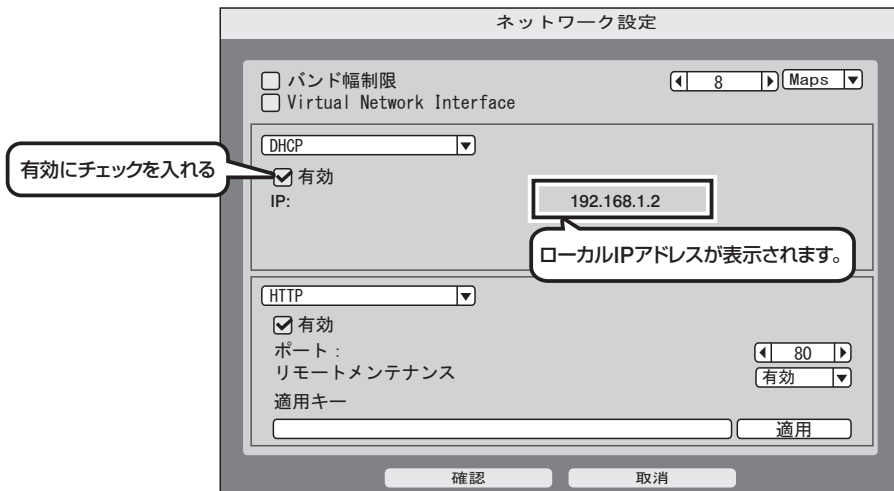 ネットワーク設定
バンド幅制限
8 Maps
Virtual Network Interface
DHCP
有効にチェックを入れる
有効
IP: 192.168.1.2
ローカルIPアドレスが表示されます。
HTTP
有効
ポート： 80
リモートメンテナンス 有効
適用キー
適用
確認 取消